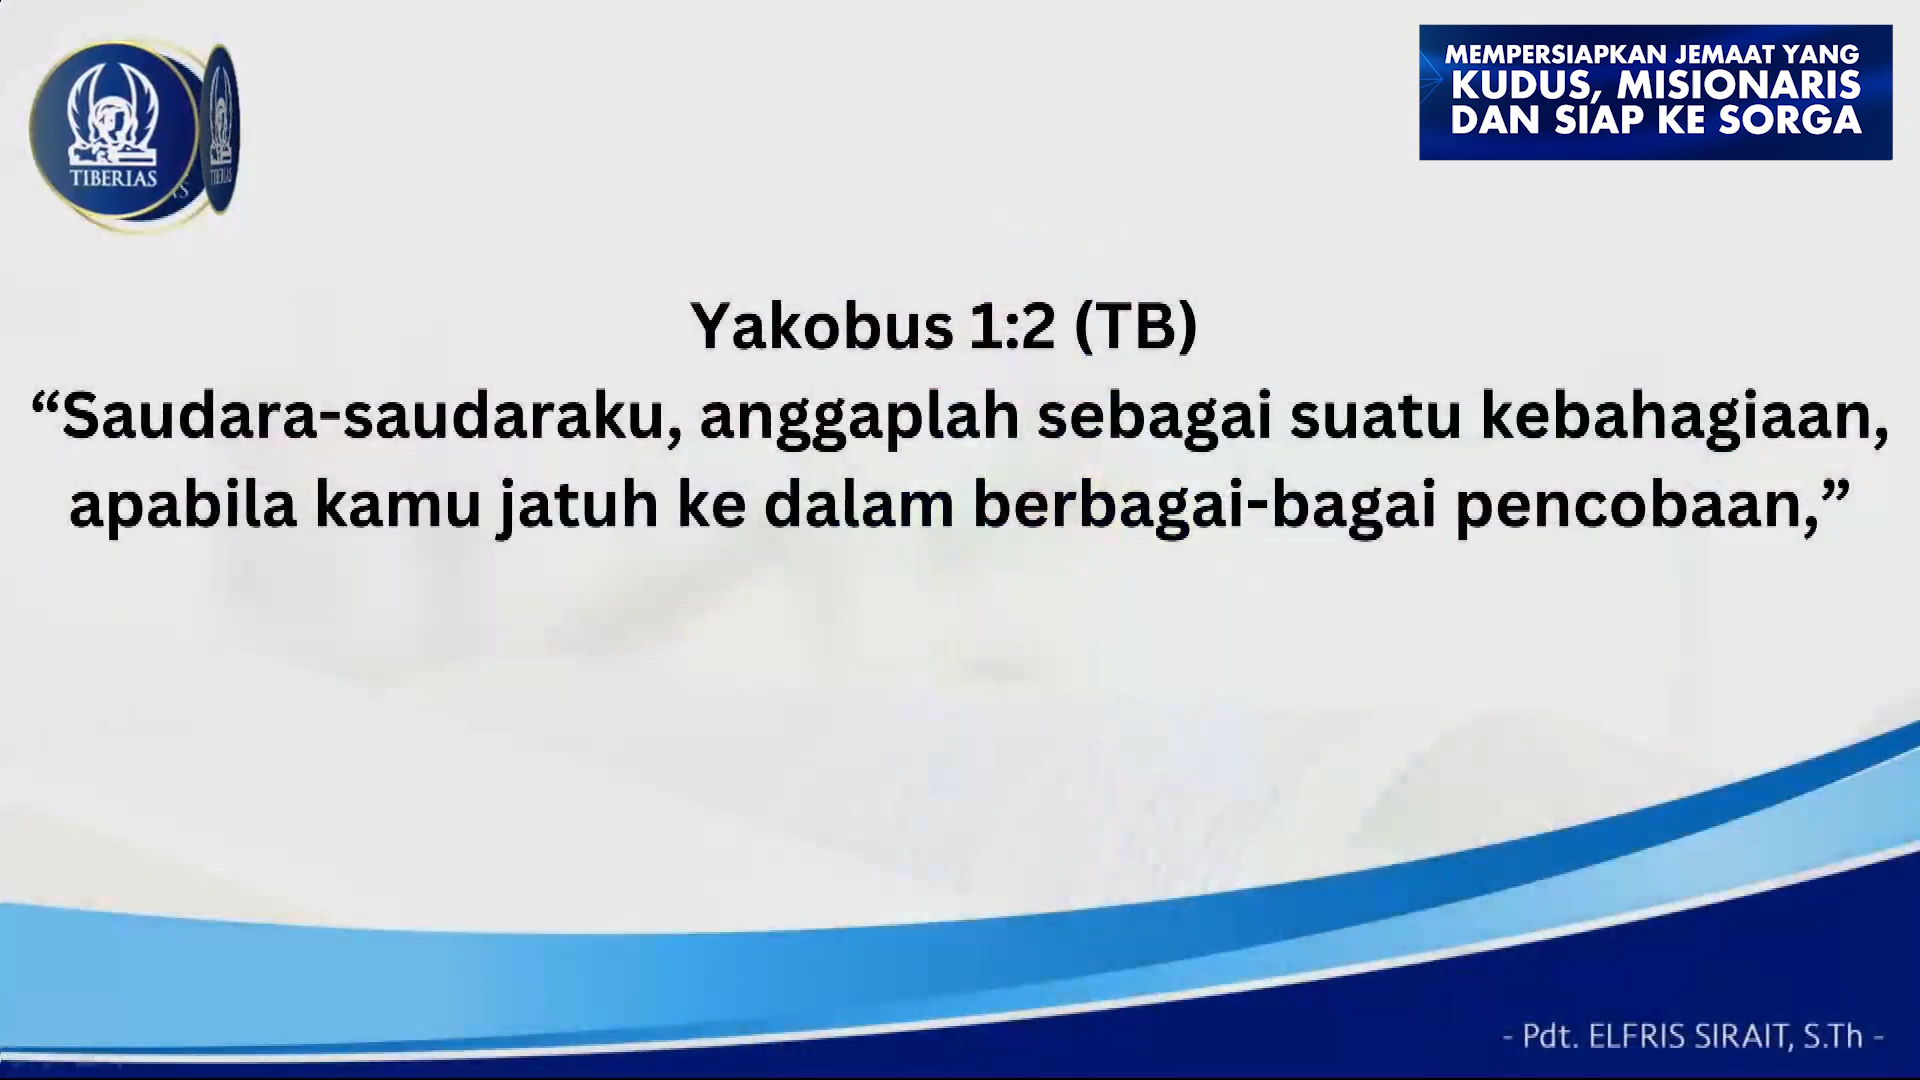 TIBERIAS
MEMPERSIAPKAN JEMAAT YANG
KUDUS, MISIONARIS
DAN SIAP KE SORGA
Yakobus 1:2 (TB)
“Saudara-saudaraku, anggaplah sebagai suatu kebahagiaan,
apabila kamu jatuh ke dalam berbagai-bagai pencobaan,”
- Pdt. ELFRIS SIRAIT, S.Th -